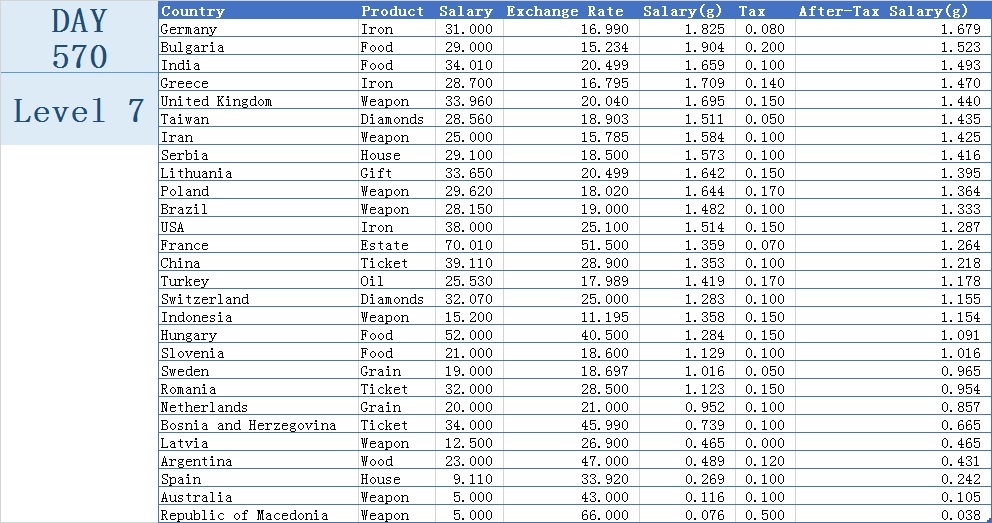 DAY
570
Level 7
Country Product Salary Exchange Rate Salary(g) Tax After-Tax Salary(g)
Germany Iron 31.000 16.990 1.825 0.080 1.679
Bulgaria Food 29.000 15.234 1.904 0.200 1.523
India Food 34.010 20.499 1.659 0.100 1.493
Greece Iron 28.700 16.795 1.709 0.140 1.470
United Kingdom Weapon 33.960 20.040 1.695 0.150 1.440
Taiwan Diamonds 28.560 18.903 1.511 0.050 1.435
Iran Weapon 25.000 15.785 1.584 0.100 1.425
Serbia House 29.100 18.500 1.573 0.100 1.416
Lithuania Gift 33.650 20.499 1.642 0.150 1.395
Poland Weapon 29.620 18.020 1.644 0.170 1.364
Brazil Weapon 28.150 19.000 1.482 0.100 1.333
USA Iron 38.000 25.100 1.514 0.150 1.287
France Estate 70.010 51.500 1.359 0.070 1.264
China Ticket 39.110 28.900 1.353 0.100 1.218
Turkey Oil 25.530 17.989 1.419 0.170 1.178
Switzerland Diamonds 32.070 25.000 1.283 0.100 1.155
Indonesia Weapon 15.200 11.195 1.358 0.150 1.154
Hungary Food 52.000 40.500 1.284 0.150 1.091
Slovenia Food 21.000 18.600 1.129 0.100 1.016
Sweden Grain 19.000 18.697 1.016 0.050 0.965
Romania Ticket 32.000 28.500 1.123 0.150 0.954
Netherlands Grain 20.000 21.000 0.952 0.100 0.857
Bosnia and Herzegovina Ticket 34.000 45.990 0.739 0.100 0.665
Latvia Weapon 12.500 26.900 0.465 0.000 0.465
Argentina Wood 23.000 47.000 0.489 0.120 0.431
Spain House 9.110 33.920 0.269 0.100 0.242
Australia Weapon 5.000 43.000 0.116 0.100 0.105
Republic of Macedonia Weapon 5.000 66.000 0.076 0.500 0.038